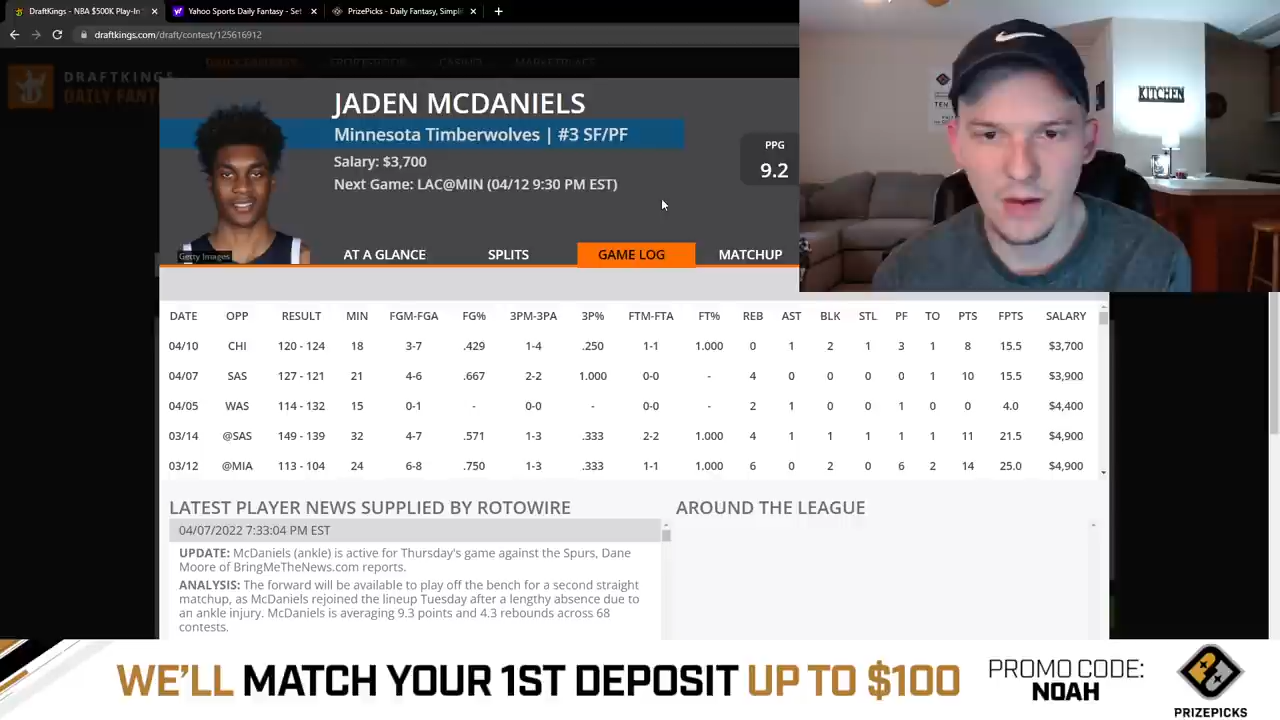 DraftKings - NBA $500K Play-In
Yahoo Sports Daily Fantasy - Set
PrizePicks - Daily Fantasy, Simpli
draftkings.com/draft/contest/125616912
DRAFTKINGS
DAILY FANT
MARKETPLACE
JADEN MCDANIELS
Minnesota Timberwolves | #3 SF/PF
Salary: $3,700
Next Game: LAC@MIN (04/12 9:30 PM EST)
PPG
9.2
Getty Images
AT A GLANCE SPLITS GAME LOG MATCHUP
KITCHEN
TEN
DATE OPP RESULT MIN FGM-FGA FG% 3PM-3PA 3P% FTM-FTA FT% REB AST BLK STL PF TO PTS FPTS SALARY
04/10 CHI 120 - 124 18 3-7 .429 1-4 .250 1-1 1.000 0 1 2 1 3 1 8 15.5 $3,700
04/07 SAS 127 - 121 21 4-6 .667 2-2 1.000 0-0 - 4 0 0 0 0 1 10 15.5 $3,900
04/05 WAS 114 - 132 15 0-1 - 0-0 - 0-0 - 2 1 0 0 1 0 0 4.0 $4,400
03/14 @SAS 149 - 139 32 4-7 .571 1-3 .333 2-2 1.000 4 1 1 1 1 1 11 21.5 $4,900
03/12 @MIA 113 - 104 24 6-8 .750 1-3 .333 1-1 1.000 6 0 2 0 6 2 14 25.0 $4,900
LATEST PLAYER NEWS SUPPLIED BY ROTOWIRE
AROUND THE LEAGUE
04/07/2022 7:33:04 PM EST
UPDATE: McDaniels (ankle) is active for Thursday's game against the Spurs, Dane
Moore of BringMeTheNews.com reports.
ANALYSIS: The forward will be available to play off the bench for a second straight
matchup, as McDaniels rejoined the lineup Tuesday after a lengthy absence due to
an ankle injury. McDaniels is averaging 9.3 points and 4.3 rebounds across 68
contests.
WE'LL MATCH YOUR 1ST DEPOSIT UP TO $100
PROMO CODE:
NOAH
PRIZEPICKS